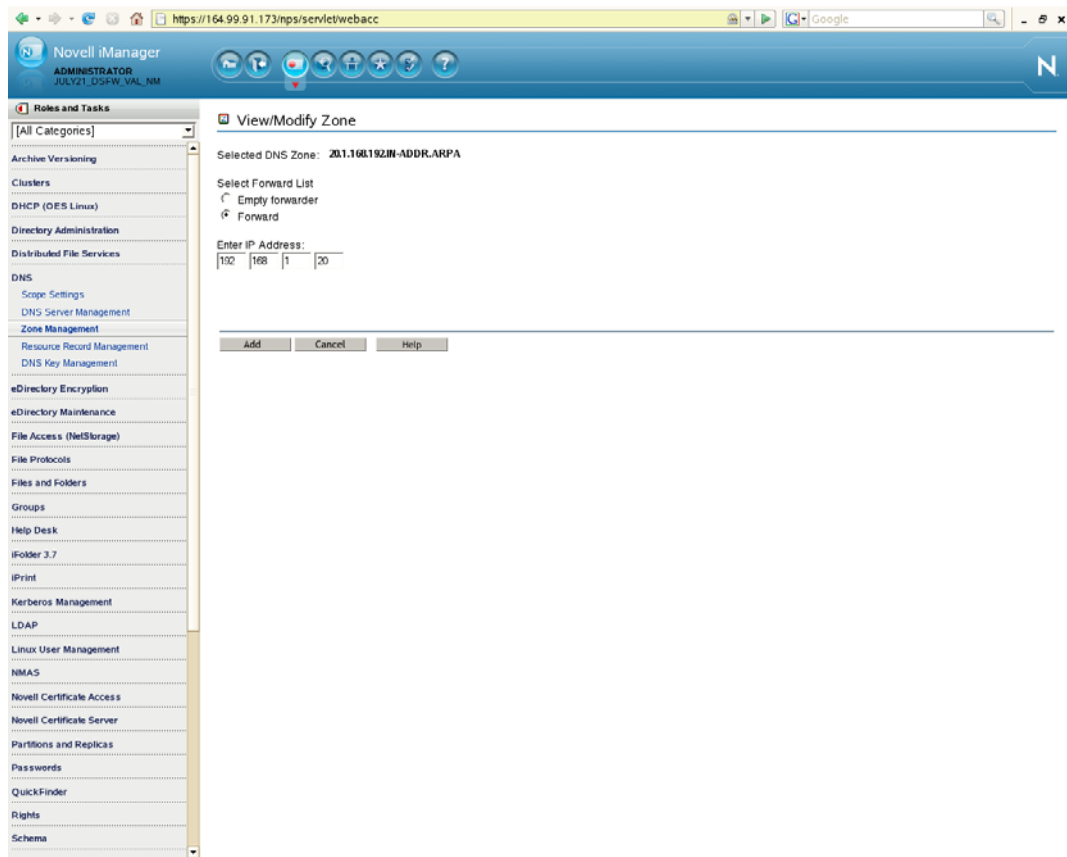 https://164.99.91.173/nps/servlet/webacc
Google
Novell iManager
ADMINISTRATOR
JULY21_DSFW_VAL_NM
N
Roles and Tasks
[All Categories]
Archive Versioning
Clusters
DHCP (OES Linux)
Directory Administration
Distributed File Services
DNS
Scope Settings
DNS Server Management
Zone Management
Resource Record Management
DNS Key Management
eDirectory Encryption
eDirectory Maintenance
File Access (NetStorage)
File Protocols
Files and Folders
Groups
Help Desk
iFolder 3.7
iPrint
Kerberos Management
LDAP
Linux User Management
NMAS
Novell Certificate Access
Novell Certificate Server
Partitions and Replicas
Passwords
QuickFinder
Rights
Schema
View/Modify Zone
Selected DNS Zone: 20.1.168.192.IN-ADDR.ARPA
Select Forward List
Empty forwarder
Forward
Enter IP Address:
192 168 1 20
Add Cancel Help